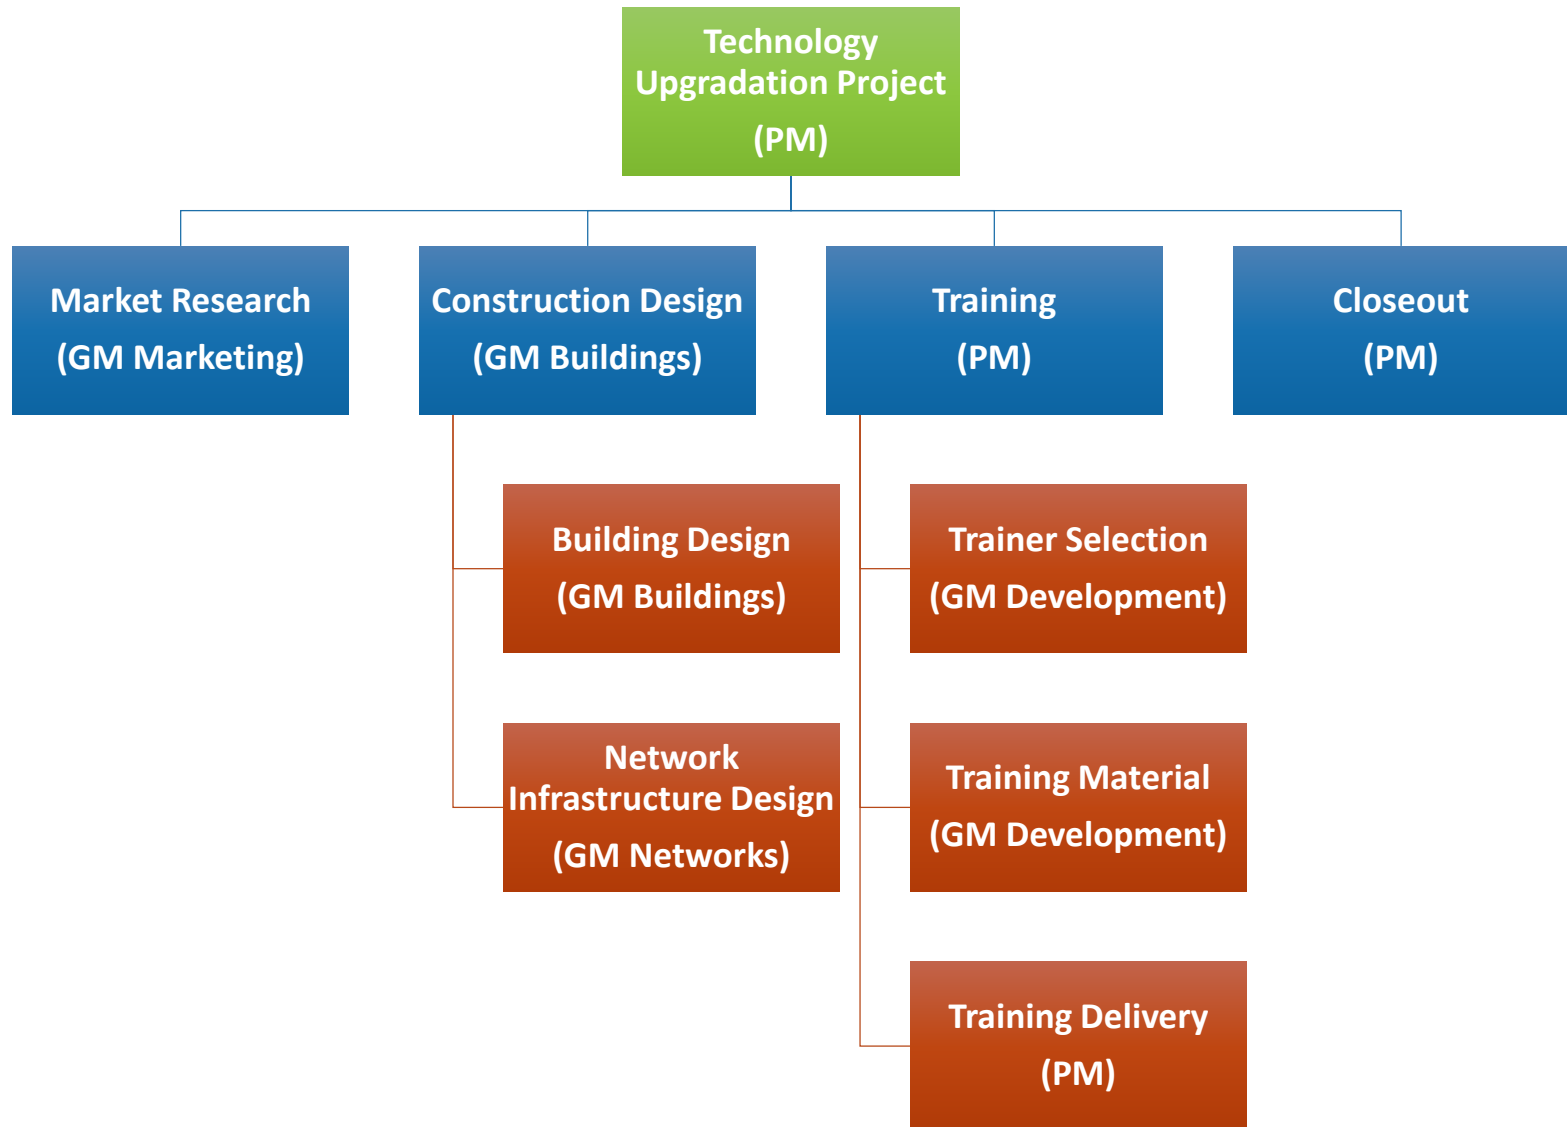 Technology
Upgradation Project
(PM)
Market Research
(GM Marketing)
Construction Design
(GM Buildings)
Training
(PM)
Closeout
(PM)
Building Design
(GM Buildings)
Network
Infrastructure Design
(GM Networks)
Trainer Selection
(GM Development)
Training Material
(GM Development)
Training Delivery
(PM)